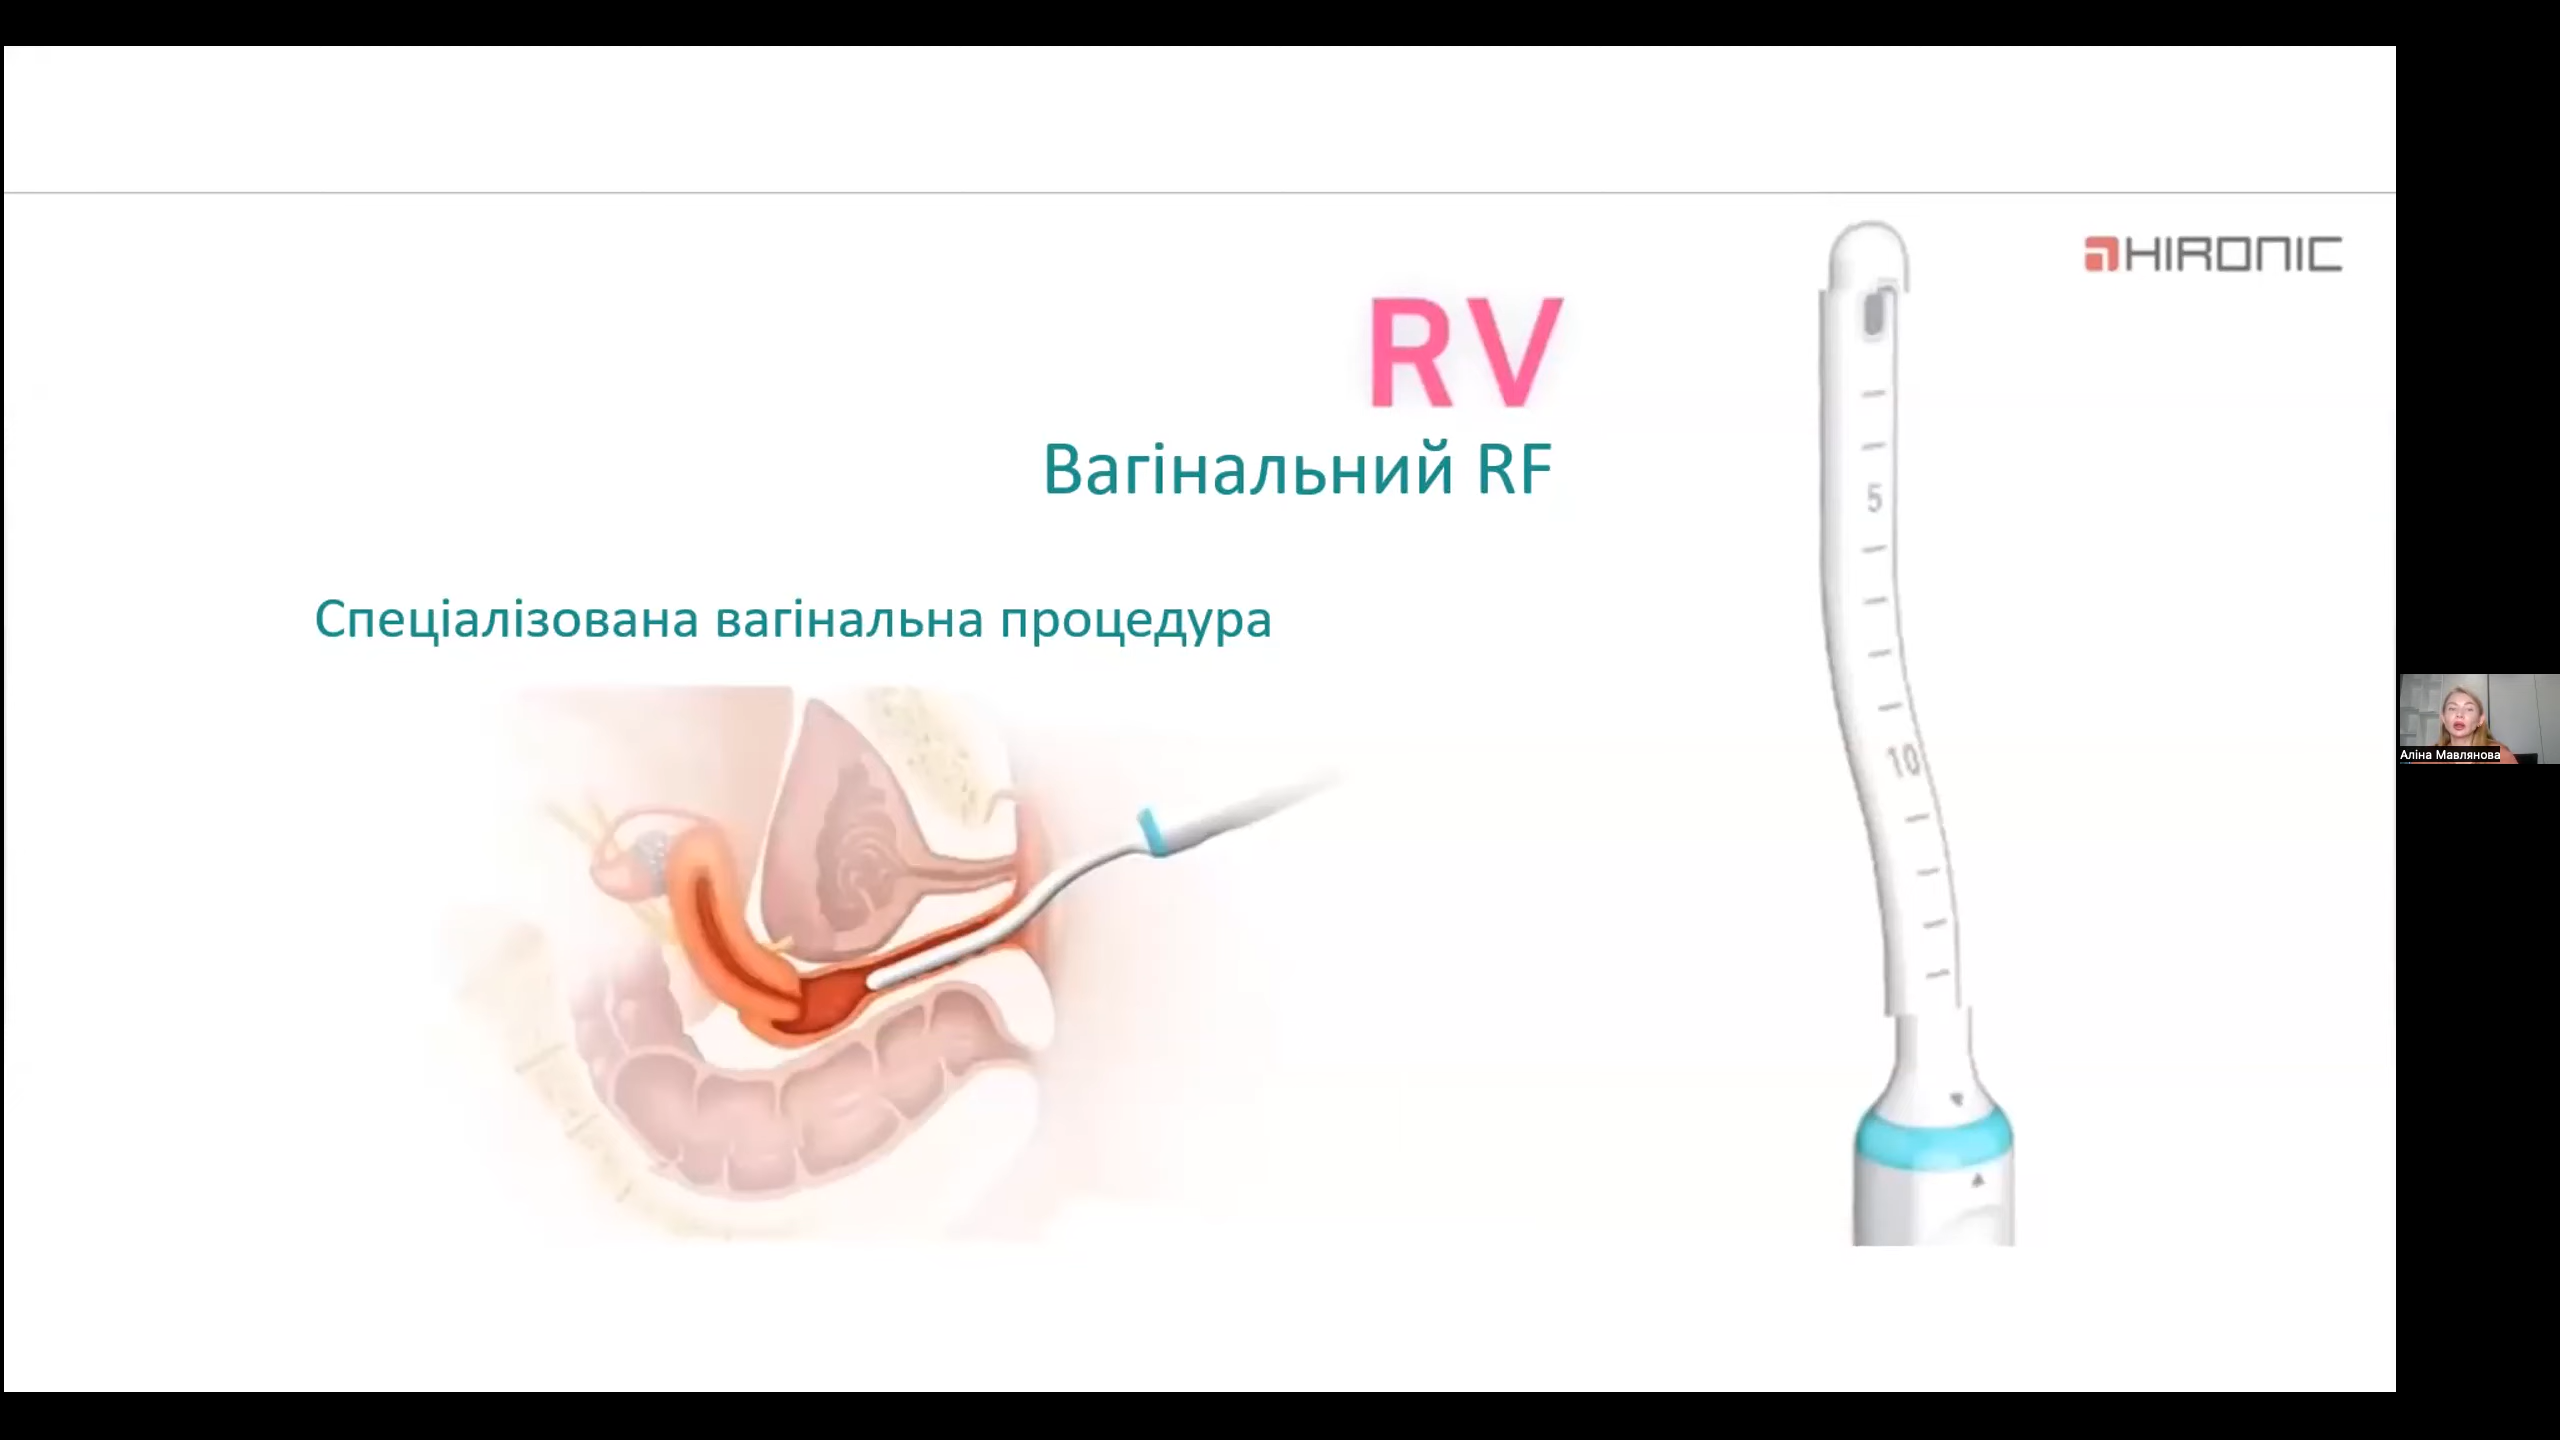 HIRONIC
RV
Вагінальний RF
Спеціалізована вагінальна процедура
5
10
Аліна Мавлянова